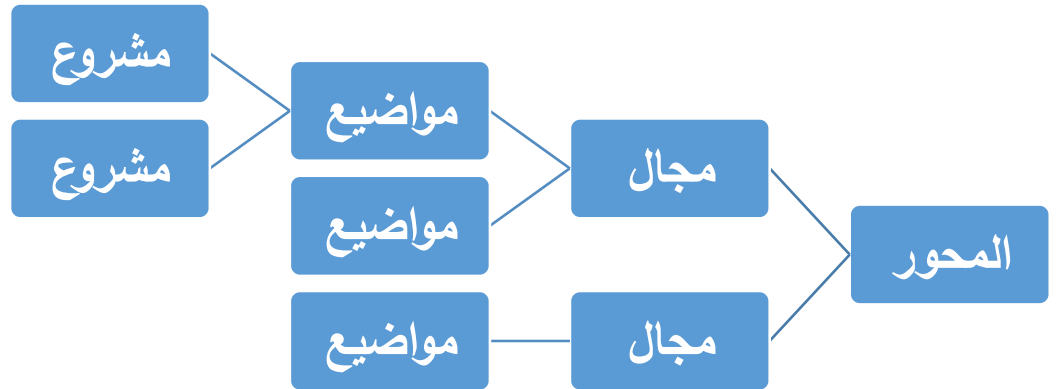 المحور
مجال
مجال
مواضيع
مواضيع
مواضيع
مشروع
مشروع